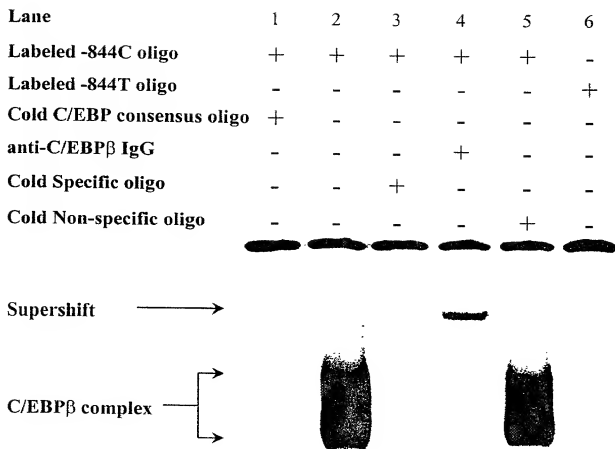 Lane 1 2 3 4 5 6
Labeled -844C oligo + + + + + -
Labeled -844T oligo - - - - - +
Cold C/EBP consensus oligo + - - - - -
anti-C/EBPβ IgG - - - + - -
Cold Specific oligo - - + - - -
Cold Non-specific oligo - - - - + -
Supershift
C/EBPβ complex